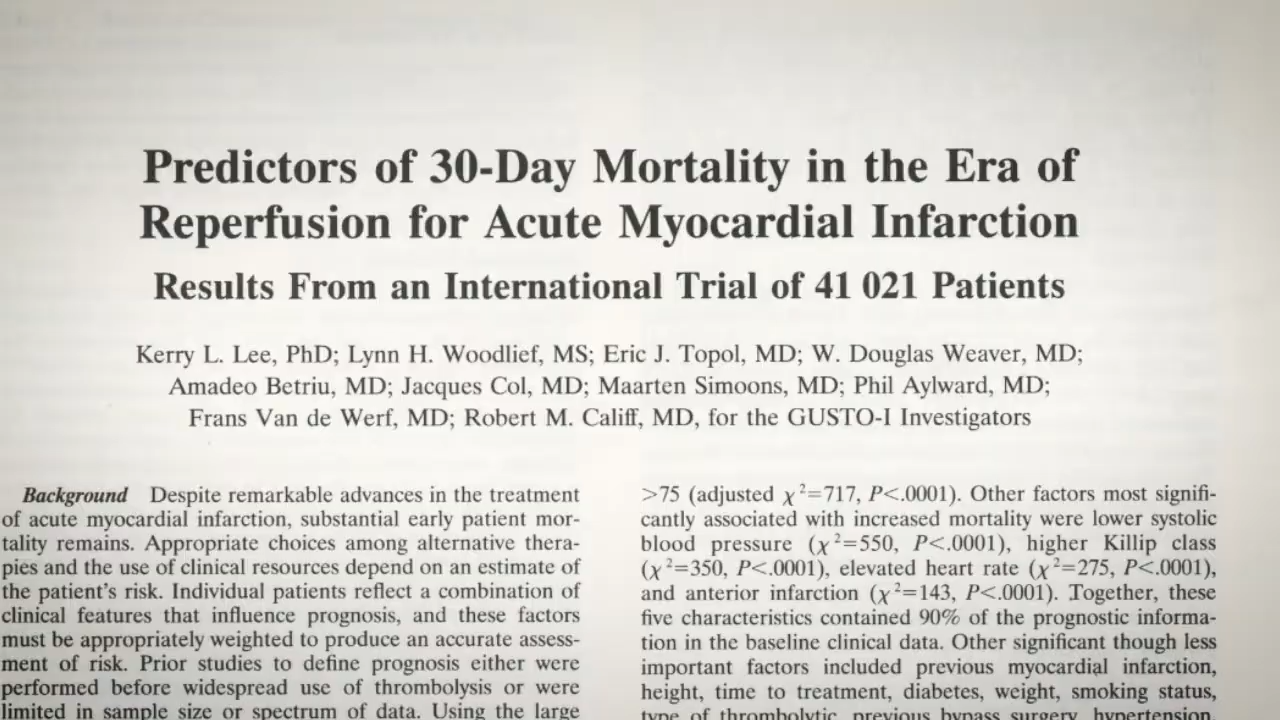 Predictors of 30-Day Mortality in the Era of
Reperfusion for Acute Myocardial Infarction
Results From an International Trial of 41 021 Patients
Kerry L. Lee, PhD; Lynn H. Woodlief, MS; Eric J. Topol, MD; W. Douglas Weaver, MD;
Amadeo Betriu, MD; Jacques Col, MD; Maarten Simoons, MD; Phil Aylward, MD;
Frans Van de Werf, MD; Robert M. Califf, MD, for the GUSTO-I Investigators
Background Despite remarkable advances in the treatment
of acute myocardial infarction, substantial early patient mor-
tality remains. Appropriate choices among alternative thera-
pies and the use of clinical resources depend on an estimate of
the patient's risk. Individual patients reflect a combination of
clinical features that influence prognosis, and these factors
must be appropriately weighted to produce an accurate assess-
ment of risk. Prior studies to define prognosis either were
performed before widespread use of thrombolysis or were
limited in sample size or spectrum of data. Using the large
>75 (adjusted χ²=717, P<.0001). Other factors most signifi-
cantly associated with increased mortality were lower systolic
blood pressure (χ²=550, P<.0001), higher Killip class
(χ²=350, P<.0001), elevated heart rate (χ²=275, P<.0001),
and anterior infarction (χ²=143, P<.0001). Together, these
five characteristics contained 90% of the prognostic informa-
tion in the baseline clinical data. Other significant though less
important factors included previous myocardial infarction,
height, time to treatment, diabetes, weight, smoking status,
type of thrombolytic, previous bypass surgery, hypertension,